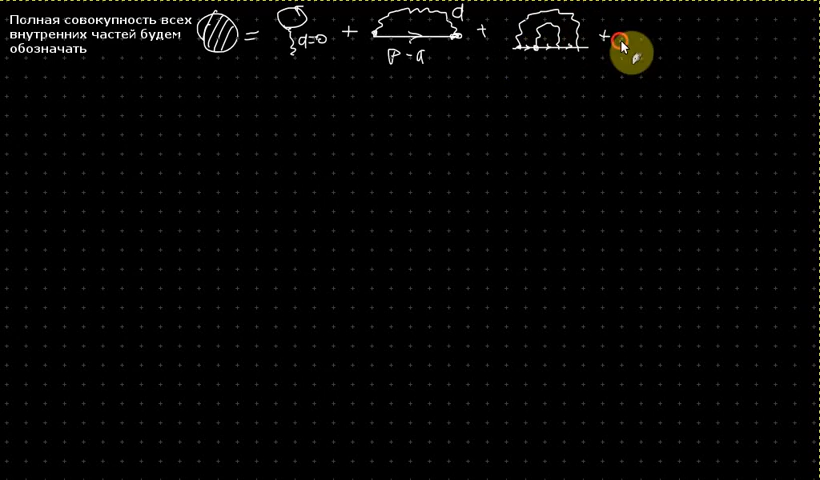 Полная совокупность всех
внутренних частей будем
обозначать
= q=0 + q + +
p-q